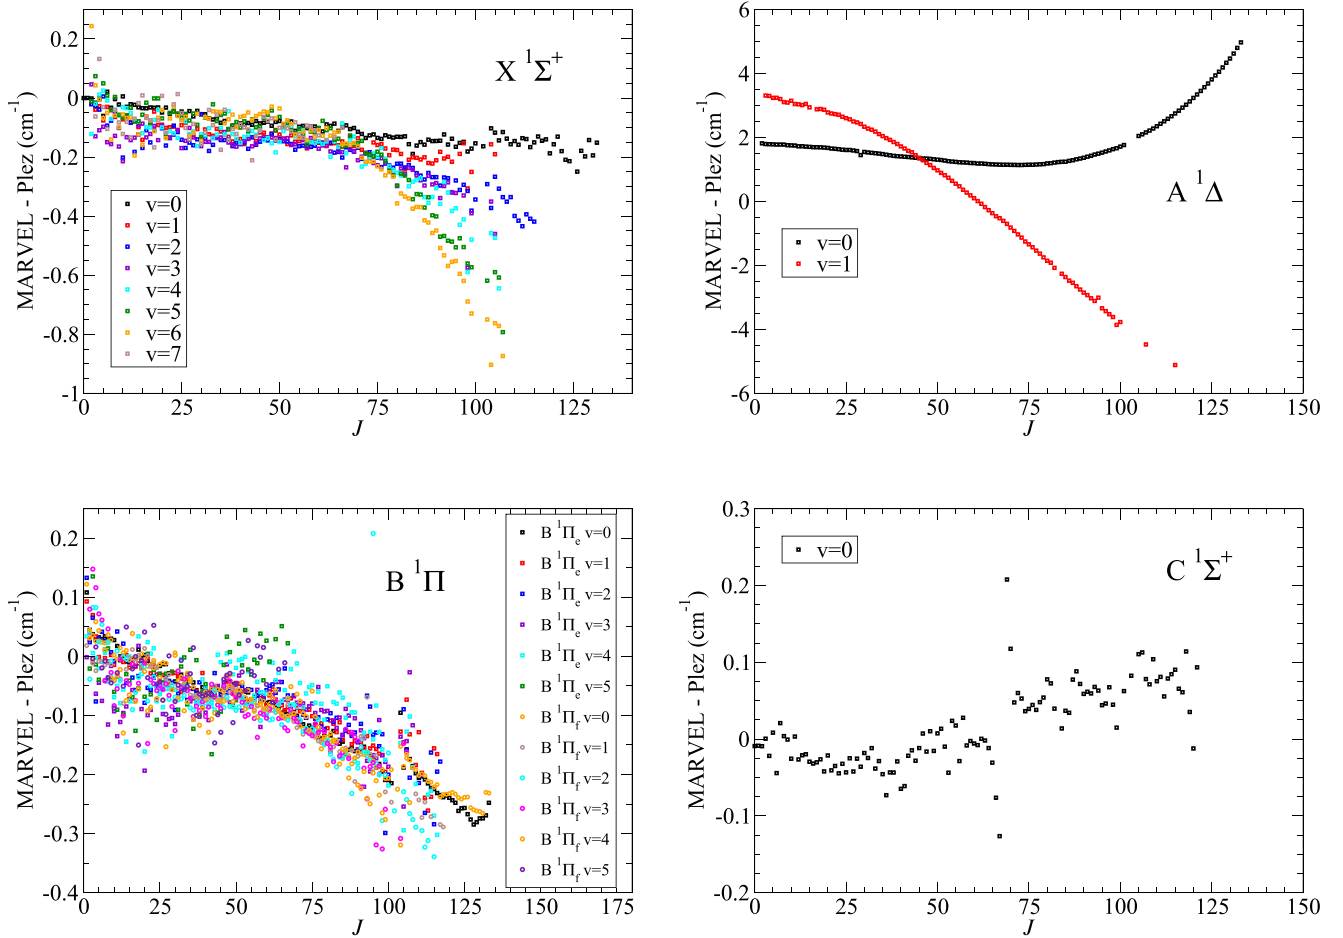 MARVEL - Plez (cm⁻¹)
0.2
0
-0.2
-0.4
-0.6
-0.8
-1
X ¹Σ⁺
v=0
v=1
v=2
v=3
v=4
v=5
v=6
v=7
0 25 50 75 100 125
J
MARVEL - Plez (cm⁻¹)
6
4
2
0
-2
-4
-6
A ¹Δ
v=0
v=1
0 25 50 75 100 125 150
J
MARVEL - Plez (cm⁻¹)
0.2
0.1
0
-0.1
-0.2
-0.3
-0.4
B ¹Π
B ¹Πₑ v=0
B ¹Πₑ v=1
B ¹Πₑ v=2
B ¹Πₑ v=3
B ¹Πₑ v=4
B ¹Πₑ v=5
B ¹Π_f v=0
B ¹Π_f v=1
B ¹Π_f v=2
B ¹Π_f v=3
B ¹Π_f v=4
B ¹Π_f v=5
0 25 50 75 100 125 150 175
J
MARVEL - Plez (cm⁻¹)
0.3
0.2
0.1
0
-0.1
-0.2
v=0
C ¹Σ⁺
0 25 50 75 100 125 150
J